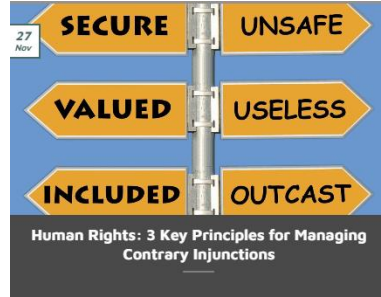 27
Nov
SECURE UNSAFE
VALUED USELESS
INCLUDED OUTCAST
Human Rights: 3 Key Principles for Managing
Contrary Injunctions